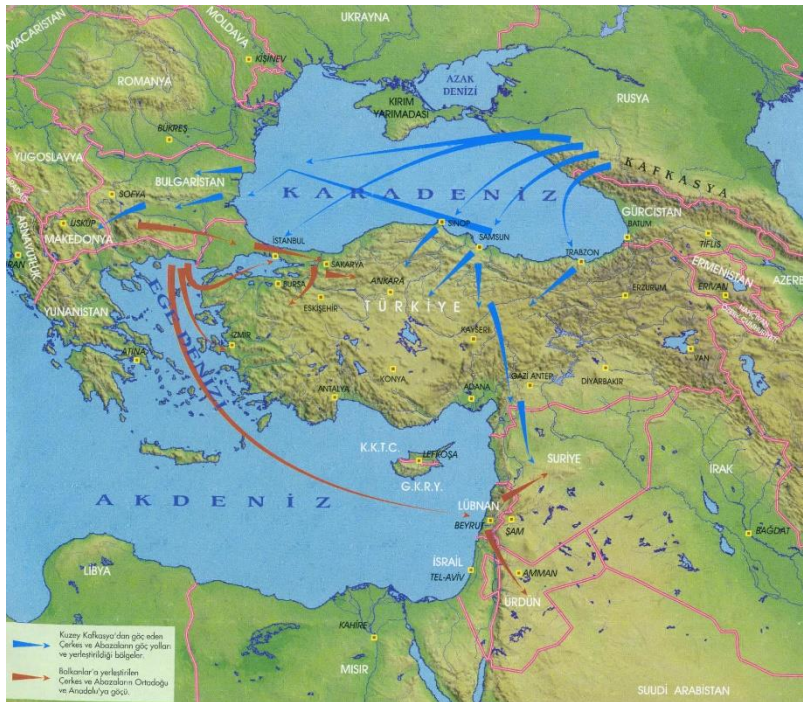 MACARİSTAN
MOLDAVA
UKRAYNA
KİŞİNEV
ROMANYA
AZAK
DENİZİ
KIRIM
YARIMADASI
RUSYA
BÜKREŞ
YUGOSLAVYA
BULGARİSTAN
SOFYA
KAFKASYA
KARADENİZ
ÜSKÜP
MAKEDONYA
ARNAVUTLUK
SİNOP
SAMSUN
TRABZON
GÜRCİSTAN
BATUM
TİFLİS
İSTANBUL
SAKARYA
BURSA
ANKARA
ERMENİSTAN
ERİVAN
AZERB
TÜRKİYE
ERZURUM
ESKİŞEHİR
YUNANİSTAN
EGE DENİZİ
İZMİR
KAYSERİ
VAN
ATİNA
KONYA
GAZİ ANTEP
DİYARBAKIR
ANTALYA
ADANA
K.K.T.C.
LEFKOŞA
G.K.R.Y.
SURİYE
IRAK
AKDENİZ
LÜBNAN
BEYRUT
ŞAM
BAĞDAT
İSRAİL
TEL-AVİV
AMMAN
ÜRDÜN
LİBYA
KAHİRE
MISIR
SUUDİ ARABİSTAN
Kuzey Kafkasya'dan göç eden
Çerkes ve Abazaların göç yolları
ve yerleştirildiği bölgeler.
Balkanlar'a yerleştirilen
Çerkes ve Abazaların Ortadoğu
ve Anadolu'ya göçü.